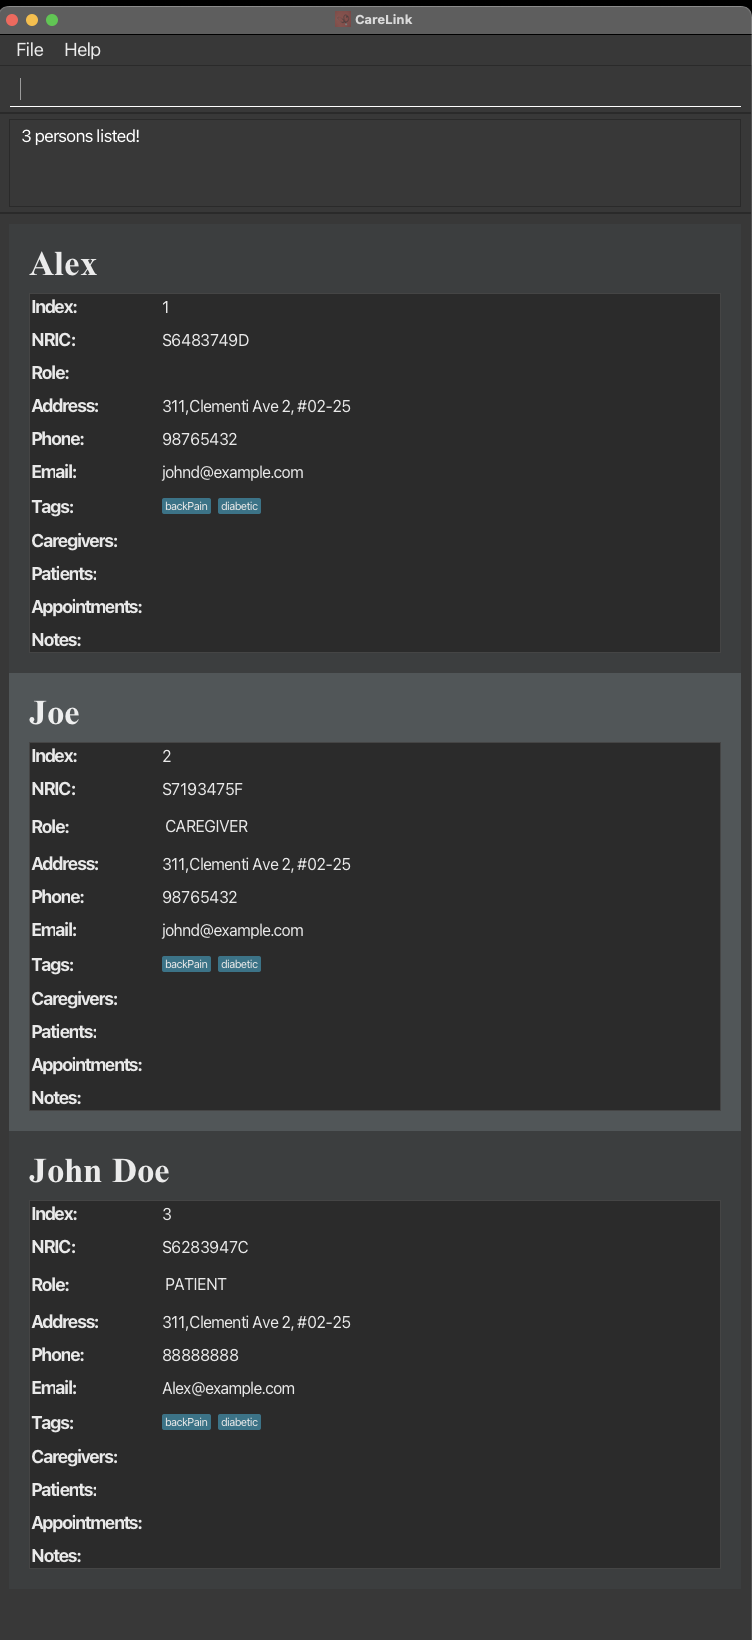 CareLink
File Help
3 persons listed!
Alex
Index: 1
NRIC: S6483749D
Role:
Address: 311,Clementi Ave 2, #02-25
Phone: 98765432
Email: johnd@example.com
Tags: backPain diabetic
Caregivers:
Patients:
Appointments:
Notes:
Joe
Index: 2
NRIC: S7193475F
Role: CAREGIVER
Address: 311,Clementi Ave 2, #02-25
Phone: 98765432
Email: johnd@example.com
Tags: backPain diabetic
Caregivers:
Patients:
Appointments:
Notes:
John Doe
Index: 3
NRIC: S6283947C
Role: PATIENT
Address: 311,Clementi Ave 2, #02-25
Phone: 88888888
Email: Alex@example.com
Tags: backPain diabetic
Caregivers:
Patients:
Appointments:
Notes: